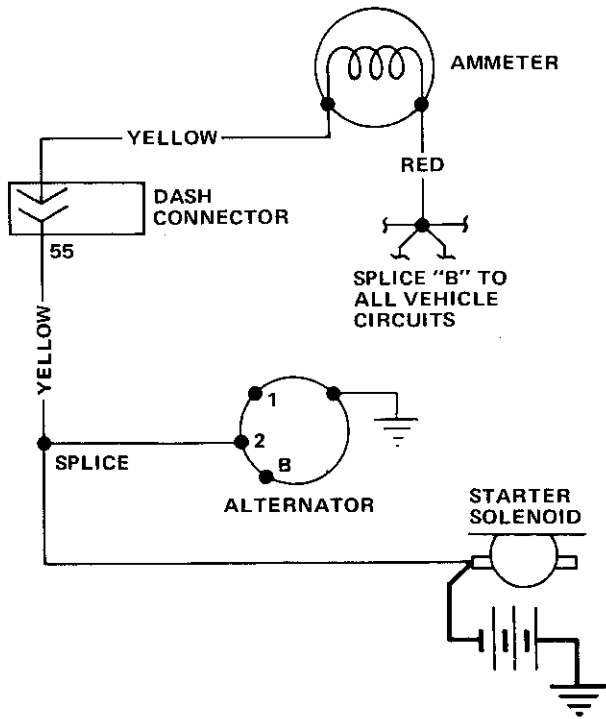 AMMETER
YELLOW
RED
DASH
CONNECTOR
55
SPLICE "B" TO
ALL VEHICLE
CIRCUITS
YELLOW
1
2
B
SPLICE
ALTERNATOR
STARTER
SOLENOID